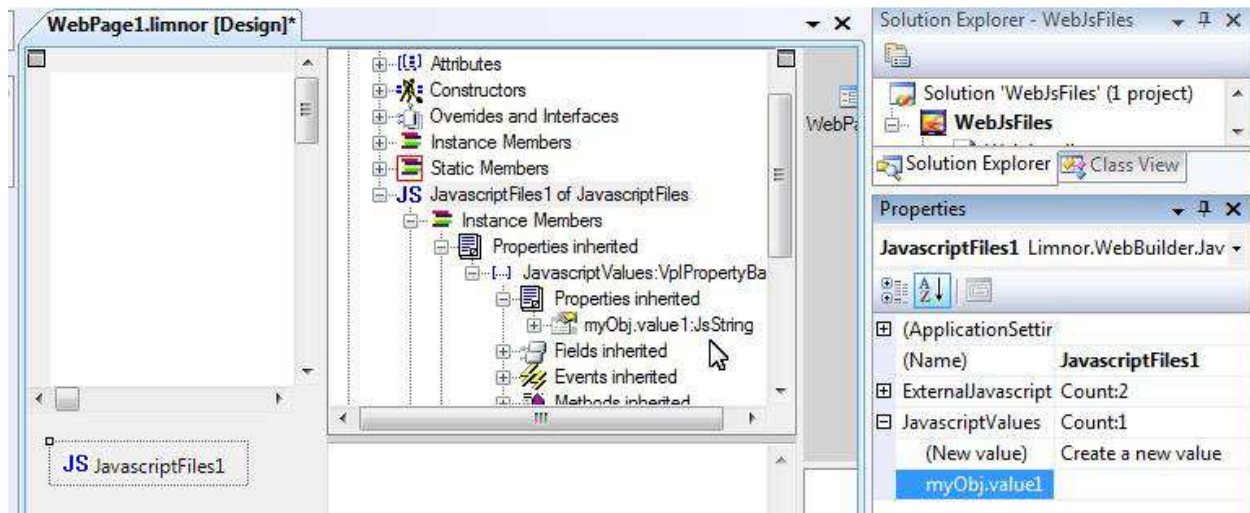 WebPage1.limnor [Design]*
Attributes
Constructors
Overrides and Interfaces
Instance Members
Static Members
JS JavascriptFiles1 of JavascriptFiles
Instance Members
Properties inherited
JavascriptValues:VplPropertyBa
Properties inherited
myObj.value1:JsString
Fields inherited
Events inherited
Methods inherited
JS JavascriptFiles1
WebPa
Solution Explorer - WebJsFiles
Solution 'WebJsFiles' (1 project)
WebJsFiles
Solution Explorer
Class View
Properties
JavascriptFiles1 Limnor.WebBuilder.Jav
(ApplicationSettir
(Name) JavascriptFiles1
ExternalJavascript Count:2
JavascriptValues Count:1
(New value) Create a new value
myObj.value1